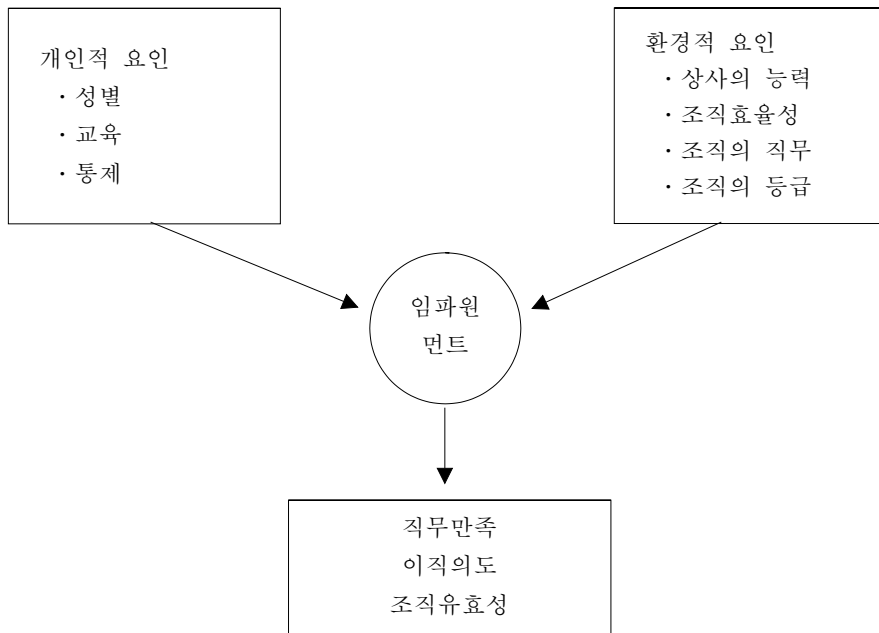 개인적 요인
· 성별
· 교육
· 통제
환경적 요인
· 상사의 능력
· 조직효율성
· 조직의 직무
· 조직의 등급
임파원
먼트
직무만족
이직의도
조직유효성